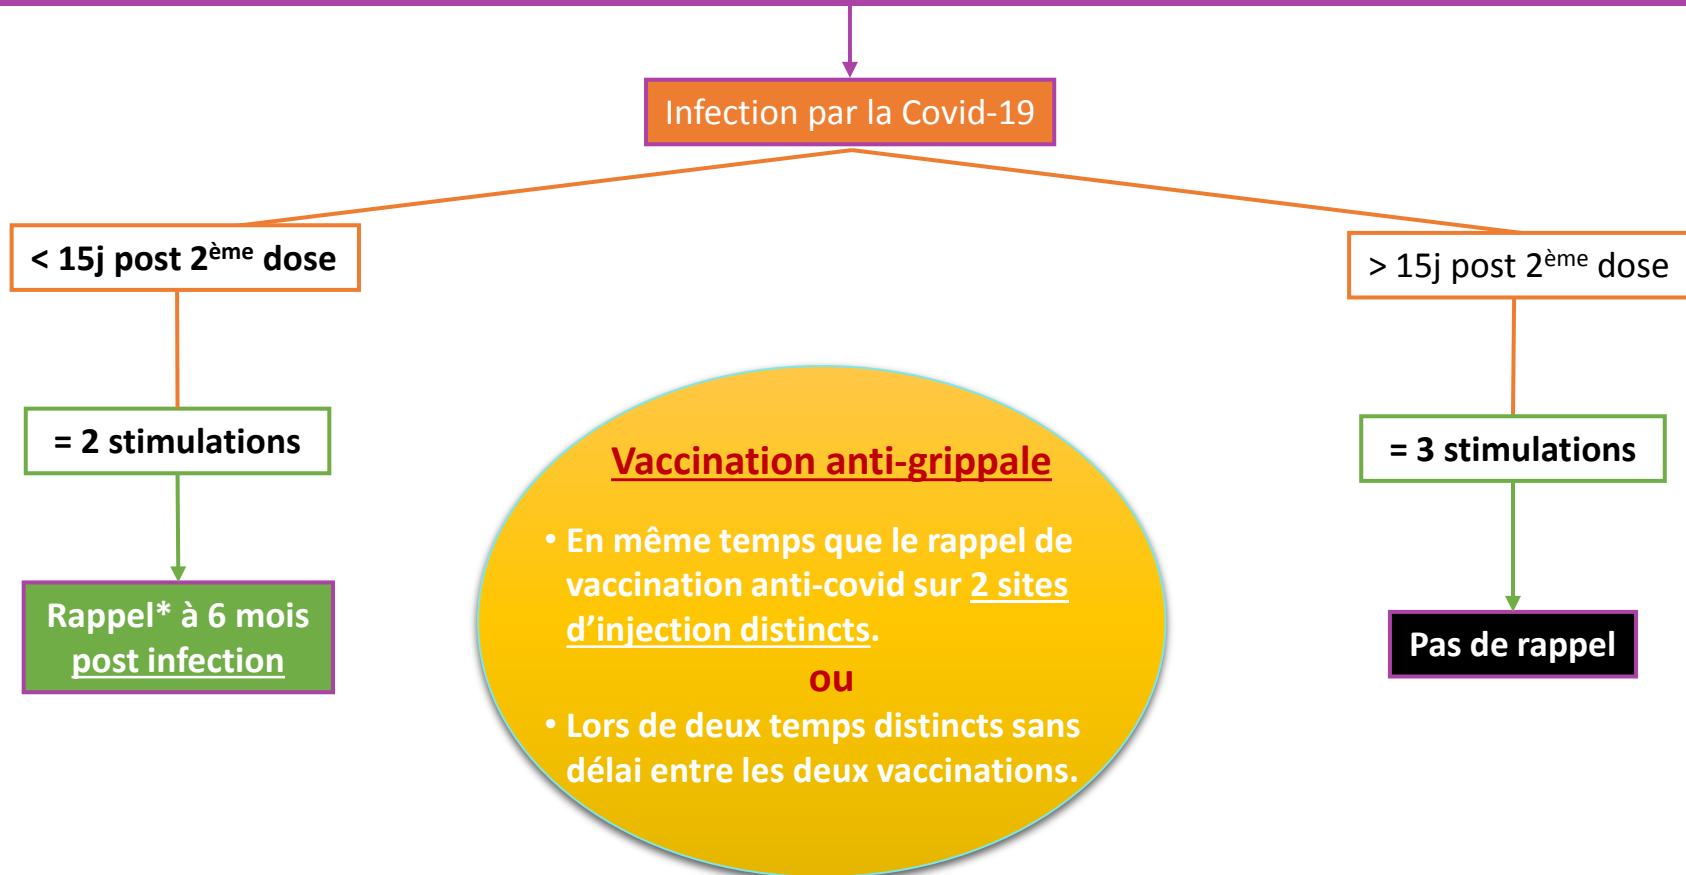 Infection par la Covid-19
< 15j post 2ème dose
> 15j post 2ème dose
= 2 stimulations
= 3 stimulations
Vaccination anti-grippale
• En même temps que le rappel de
vaccination anti-covid sur 2 sites
d’injection distincts.
ou
• Lors de deux temps distincts sans
délai entre les deux vaccinations.
Rappel* à 6 mois
post infection
Pas de rappel